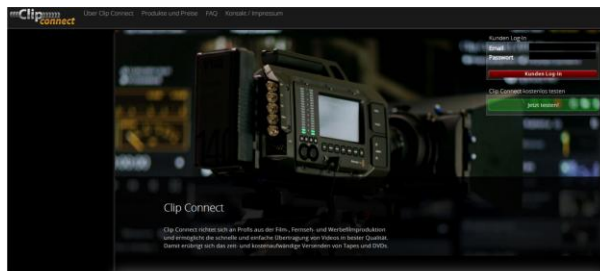 Clip
connect
Über Clip Connect Produkte und Preise FAQ Kontakt / Impressum
Kunden Log-In
Email
Passwort
Kunden Log-In
Clip Connect kostenlos testen
Jetzt testen!
Clip Connect
Clip Connect richtet sich an Profis aus der Film-, Fernseh- und Werbefilmproduktion
und ermöglicht die schnelle und einfache Übertragung von Videos in bester Qualität.
Damit erübrigt sich das zeit- und kostenaufwändige Versenden von Tapes und DVDs.